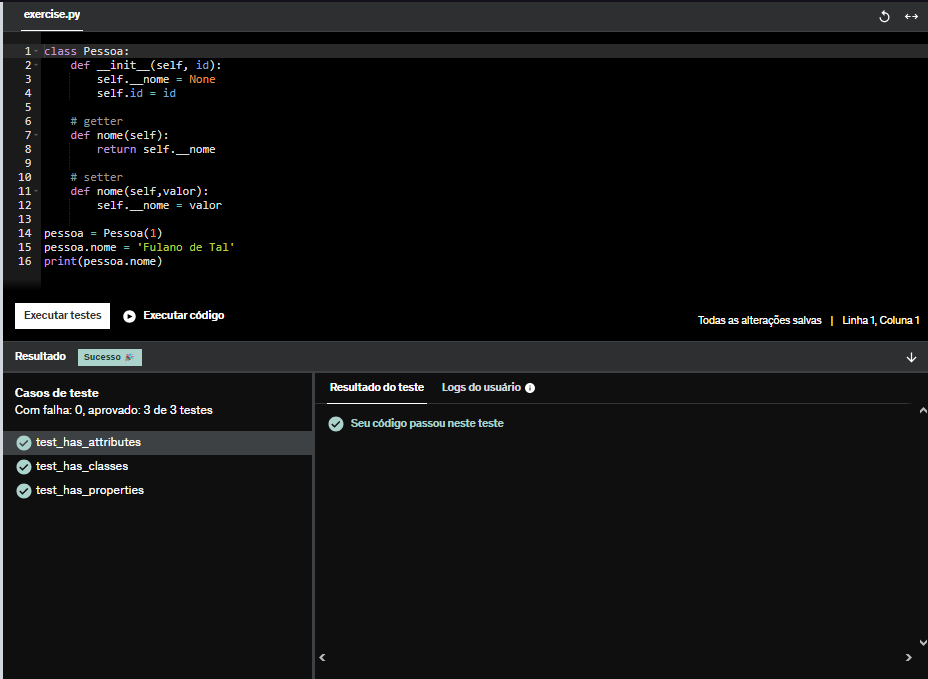 exercise.py
1 class Pessoa:
2     def __init__(self, id):
3         self.__nome = None
4         self.id = id
5
6     # getter
7     def nome(self):
8         return self.__nome
9
10     # setter
11     def nome(self,valor):
12         self.__nome = valor
13
14 pessoa = Pessoa(1)
15 pessoa.nome = 'Fulano de Tal'
16 print(pessoa.nome)
Executar testes Executar código
Todas as alterações salvas | Linha 1, Coluna 1
Resultado Sucesso 🎉
Casos de teste
Com falha: 0, aprovado: 3 de 3 testes
test_has_attributes
test_has_classes
test_has_properties
Resultado do teste Logs do usuário
Seu código passou neste teste